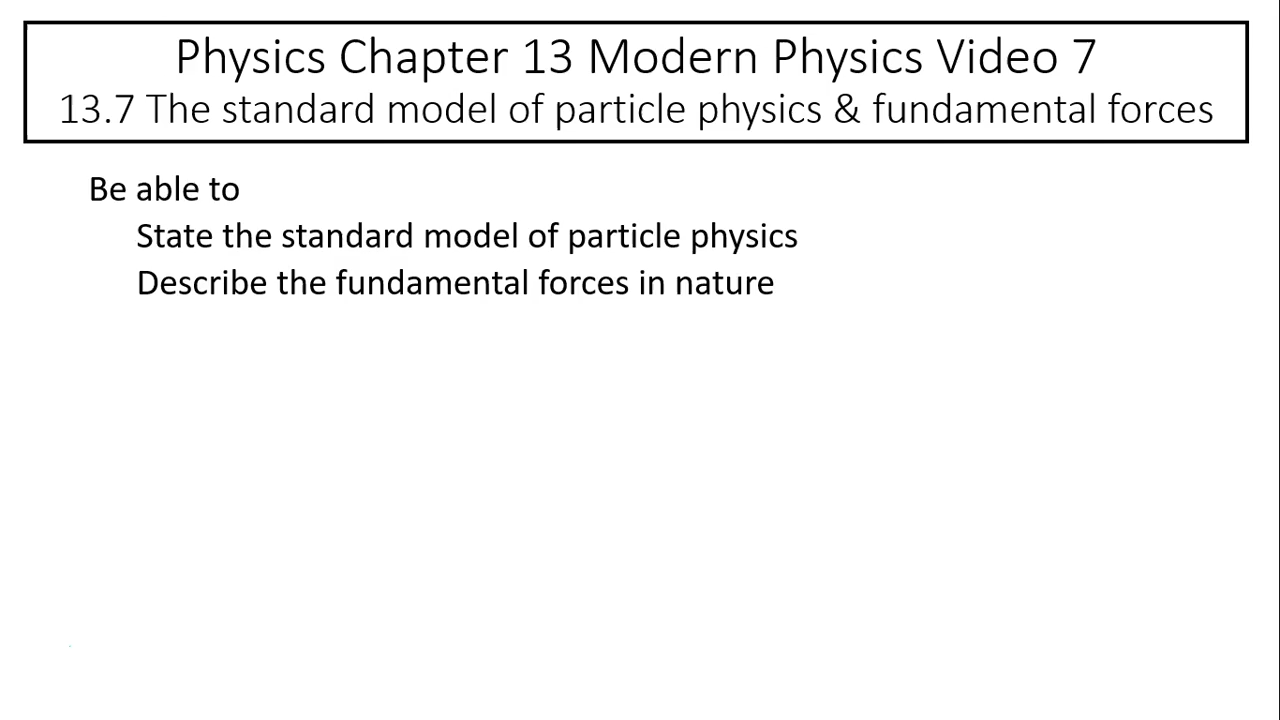 Physics Chapter 13 Modern Physics Video 7
13.7 The standard model of particle physics & fundamental forces
Be able to
State the standard model of particle physics
Describe the fundamental forces in nature